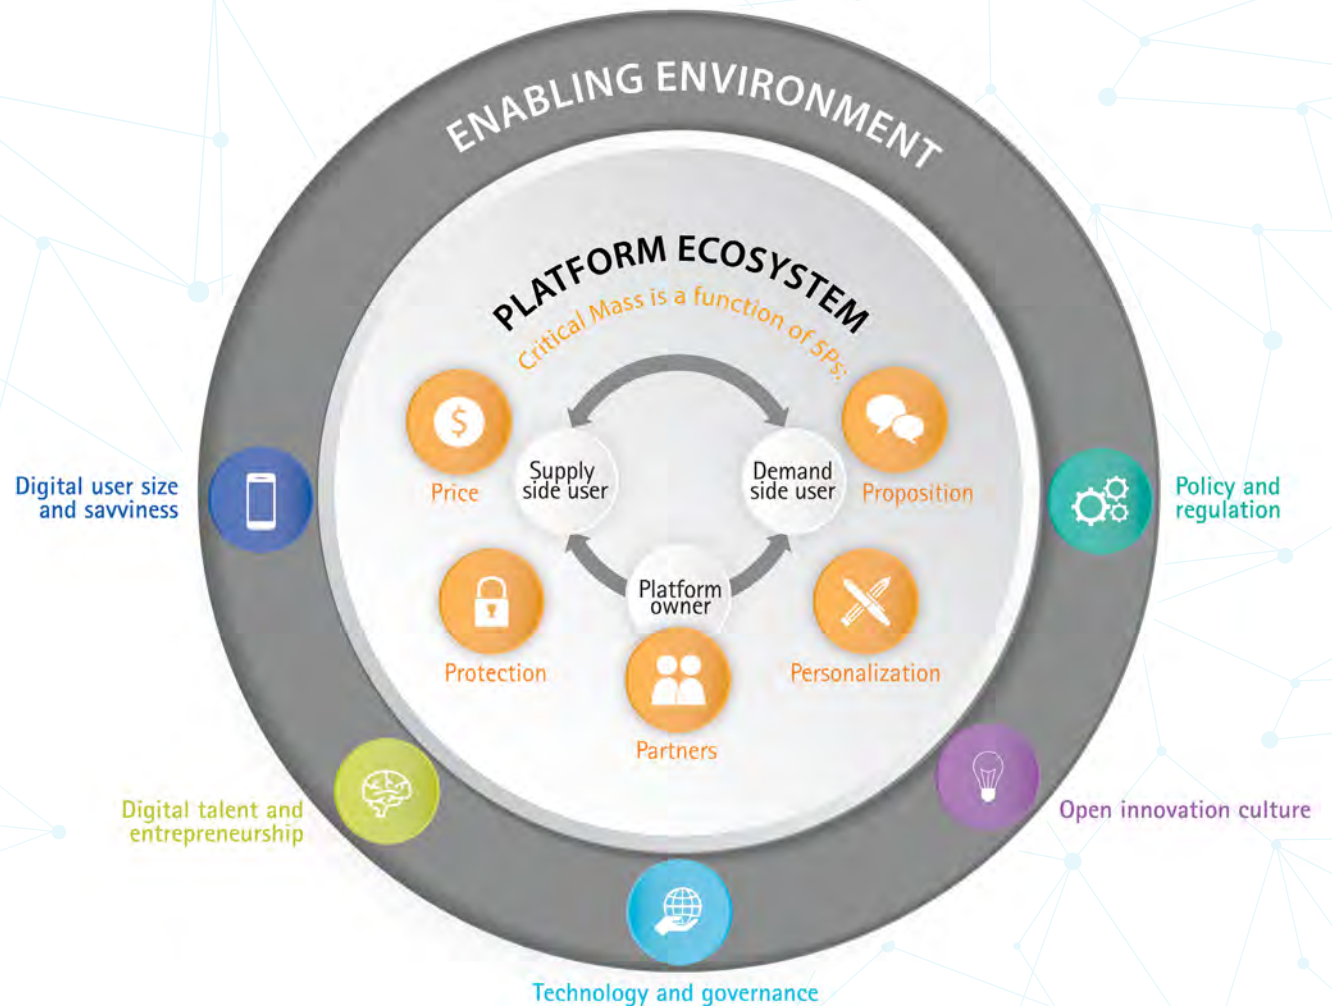 ENABLING ENVIRONMENT
PLATFORM ECOSYSTEM
Critical Mass is a function of 5Ps:
Price
Supply
side user
Demand
side user
Proposition
Digital user size
and savviness
Policy and
regulation
Platform
owner
Protection
Personalization
Partners
Digital talent and
entrepreneurship
Open innovation culture
Technology and governance